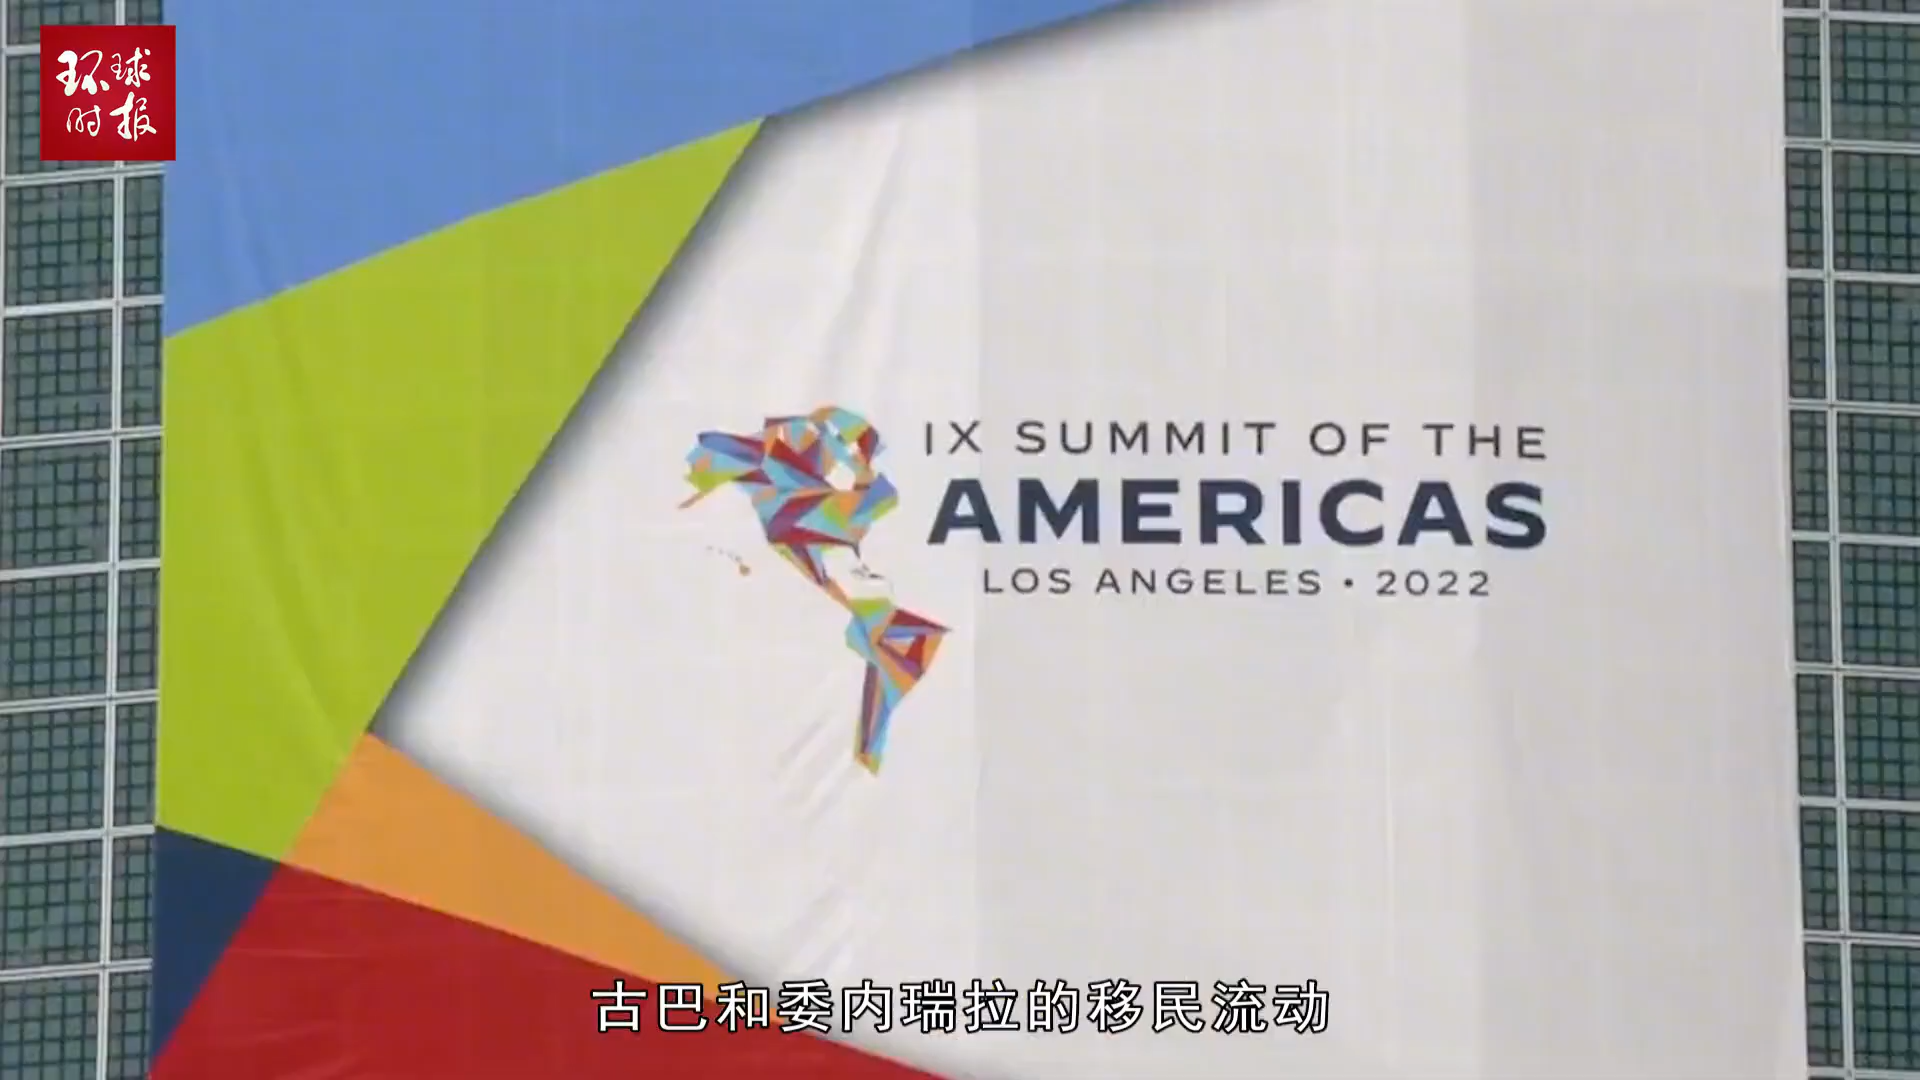 环球
时报
IX SUMMIT OF THE
AMERICAS
LOS ANGELES • 2022
古巴和委内瑞拉的移民流动